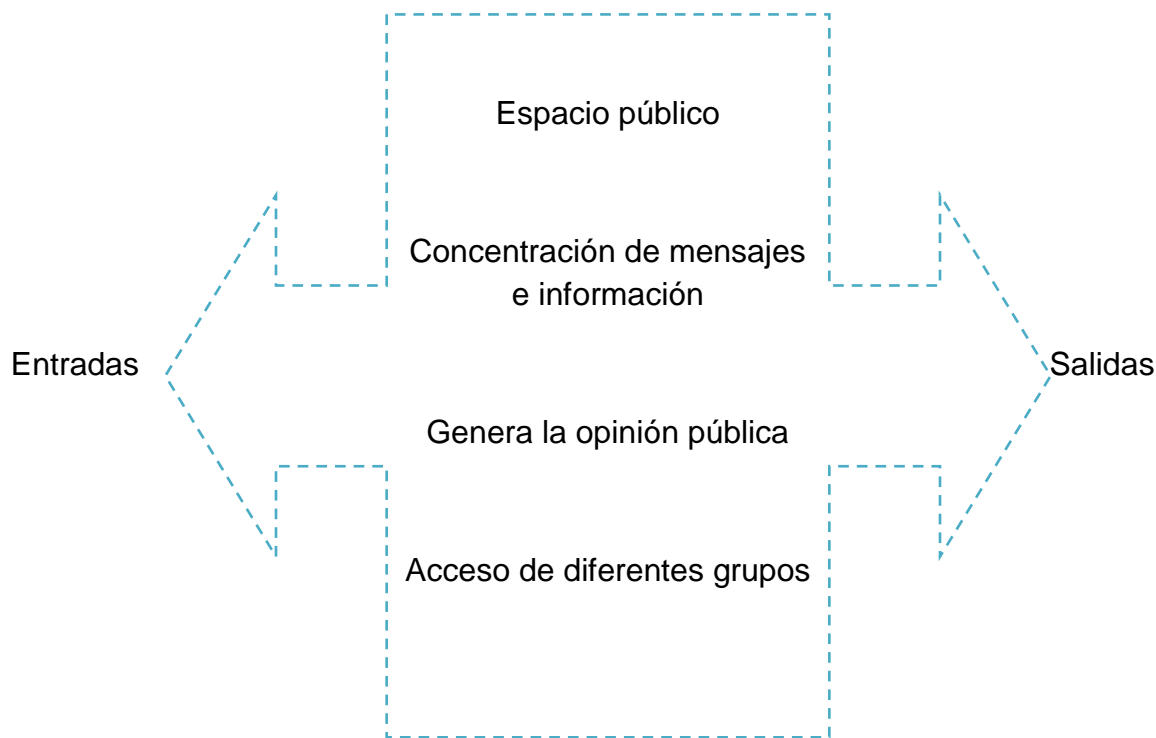 Espacio público
Concentración de mensajes
e información
Entradas
Salidas
Genera la opinión pública
Acceso de diferentes grupos